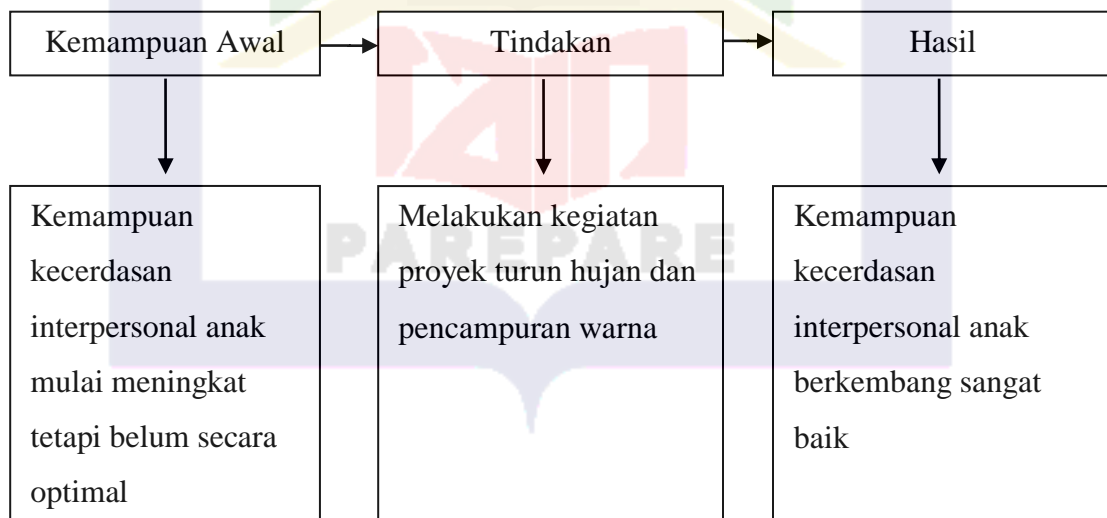 Kemampuan Awal
Tindakan
Hasil
Kemampuan
kecerdasan
interpersonal anak
mulai meningkat
tetapi belum secara
optimal
Melakukan kegiatan
proyek turun hujan dan
pencampuran warna
Kemampuan
kecerdasan
interpersonal anak
berkembang sangat
baik
PAREPARE